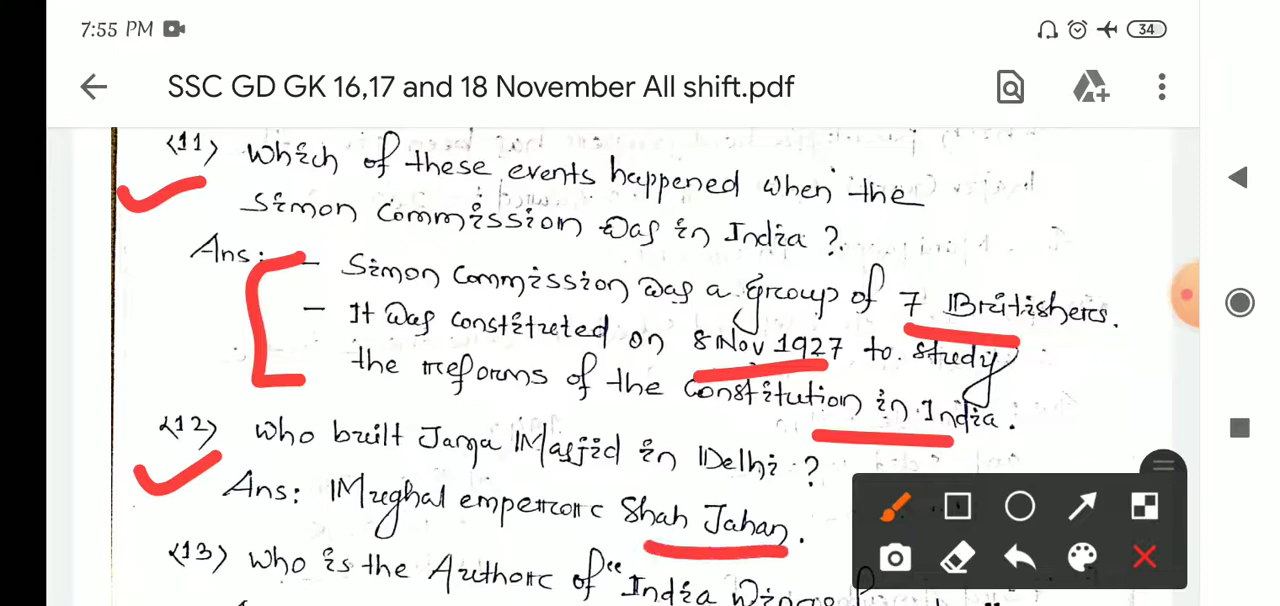 7:55 PM
34
SSC GD GK 16,17 and 18 November All shift.pdf
<11> Which of these events happened when the
Simon Commission was in India ?
Ans: - Simon Commission was a group of 7 Britishers.
- It was constituted on 8 Nov 1927 to study
the reforms of the constitution in India.
<12> Who built Jama Masjid in Delhi ?
Ans: Mughal emperor Shah Jahan.
<13> Who is the Author of "India Wins